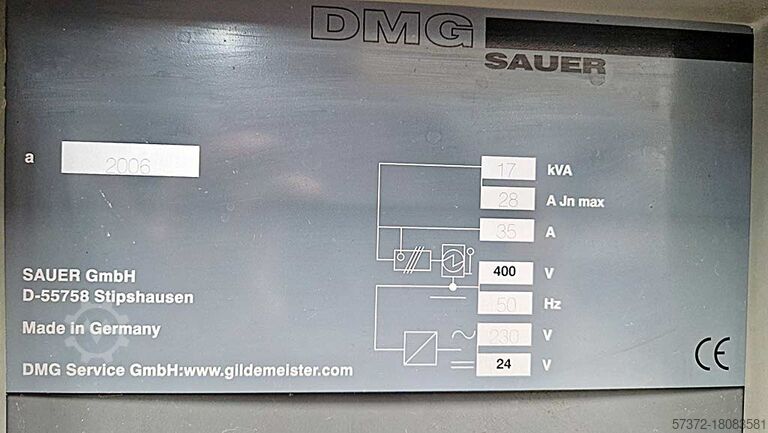 DMG
SAUER
a 2006
17 kVA
28 A Jn max
35 A
400 V
50 Hz
230 V
24 V
SAUER GmbH
D-55758 Stipshausen
Made in Germany
DMG Service GmbH:www.gildemeister.com
CE
57372-18083581